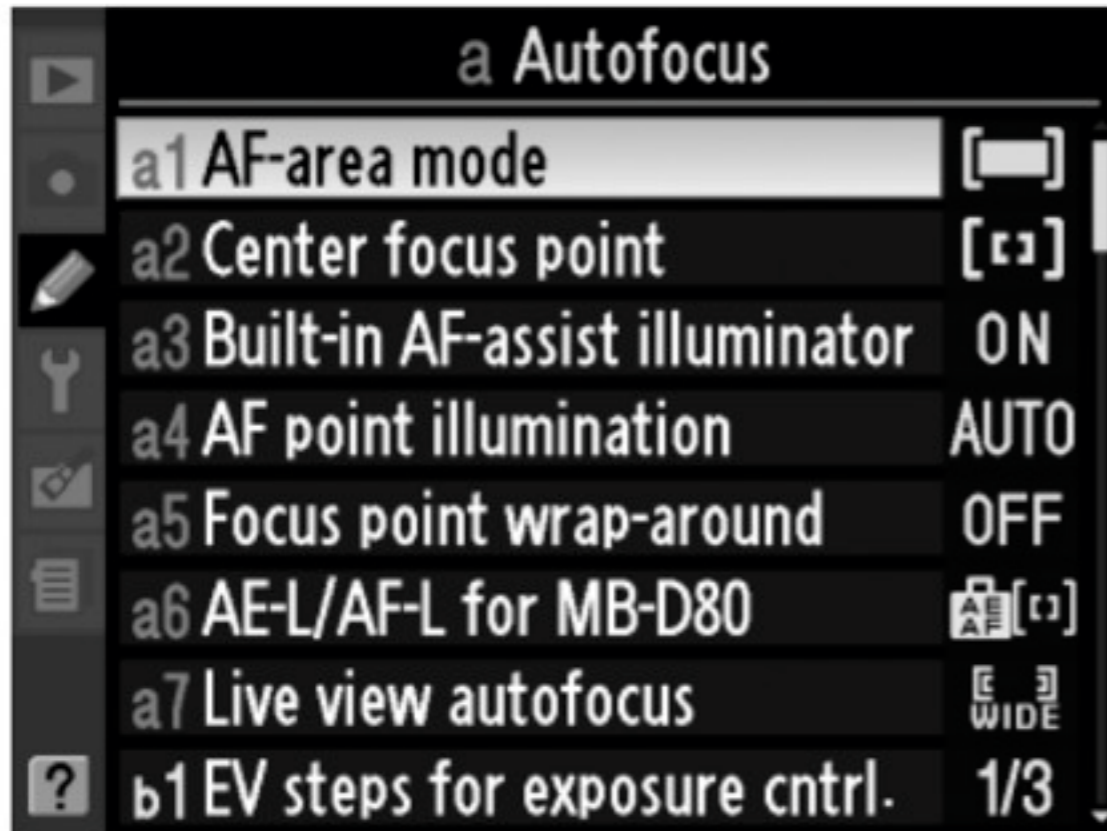 a Autofocus
a1 AF-area mode
a2 Center focus point
a3 Built-in AF-assist illuminator ON
a4 AF point illumination AUTO
a5 Focus point wrap-around OFF
a6 AE-L/AF-L for MB-D80 AE AF
a7 Live view autofocus WIDE
b1 EV steps for exposure cntrl. 1/3
?